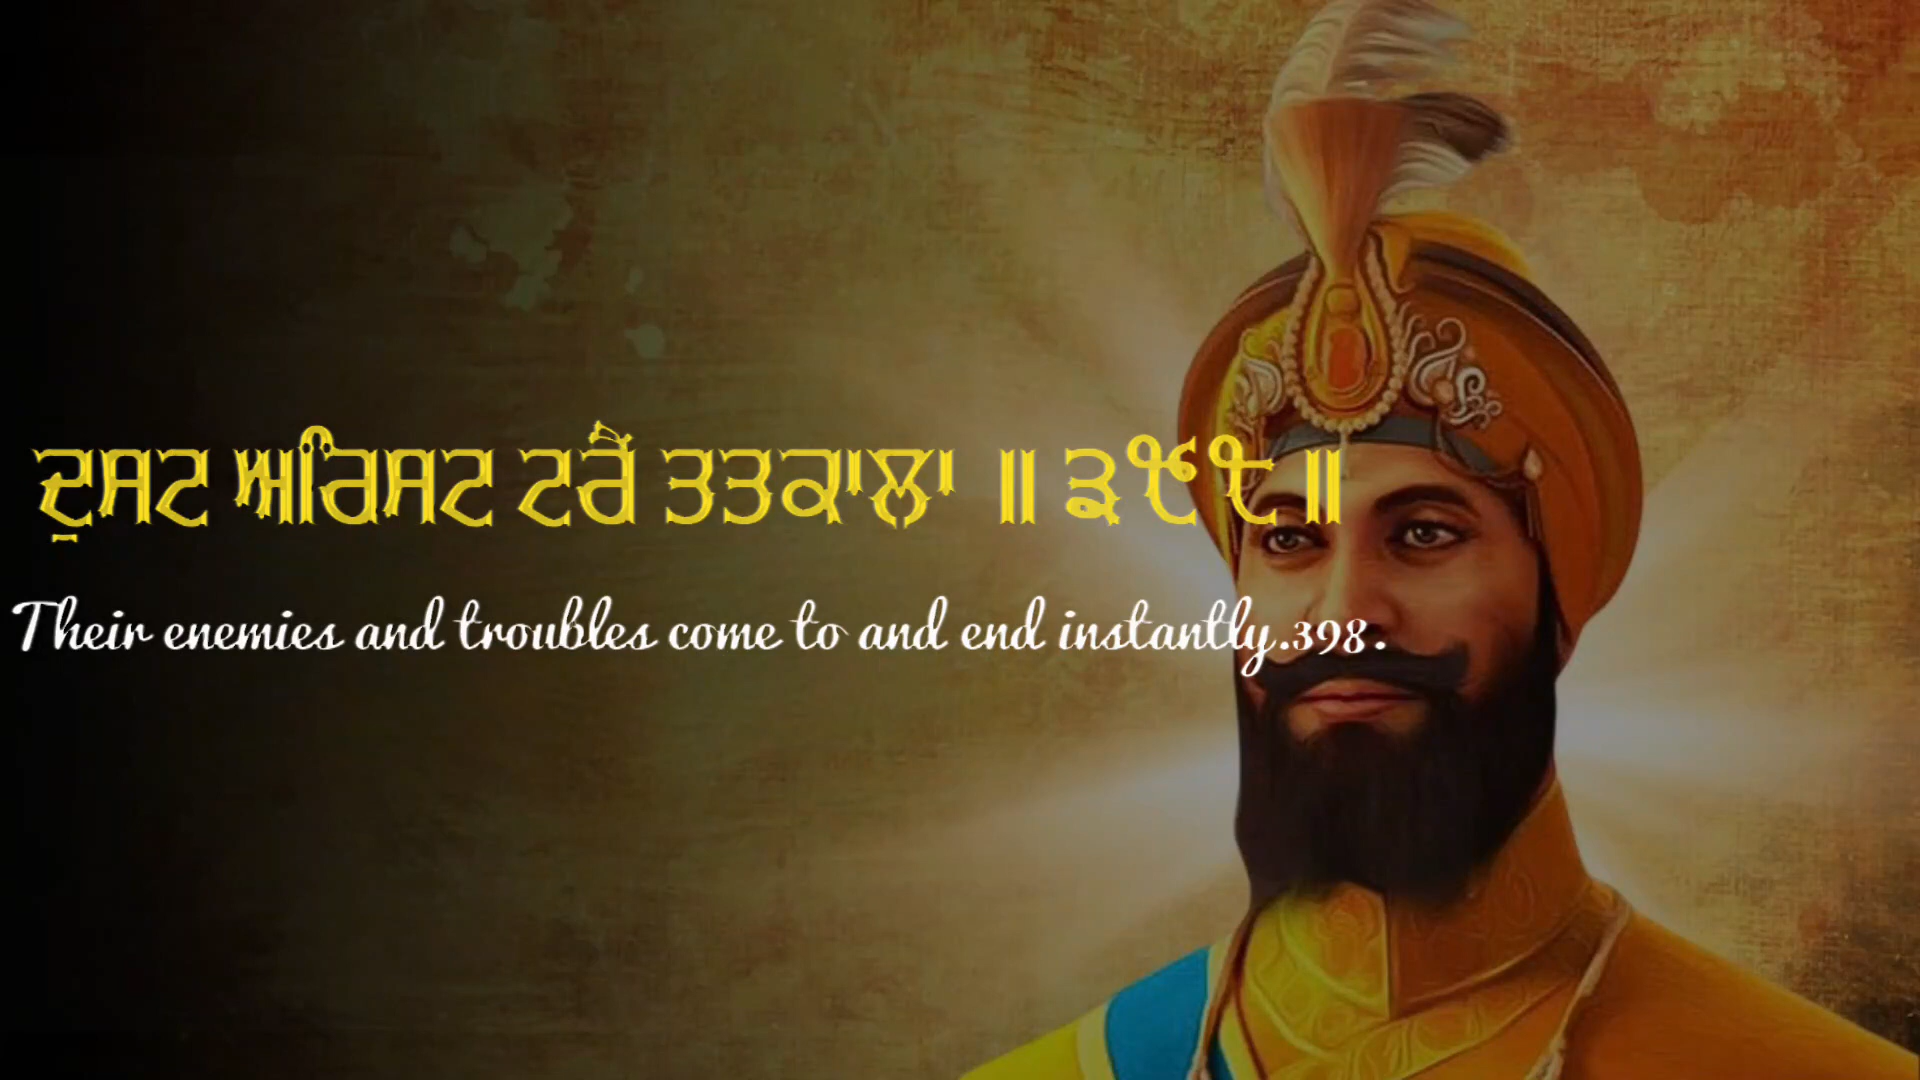 ਦੁਸਟ ਅਰਿਸਟ ਟਰੈਂ ਤਤਕਾਲਾ ॥੩੯੮॥
Their enemies and troubles come to and end instantly.398.